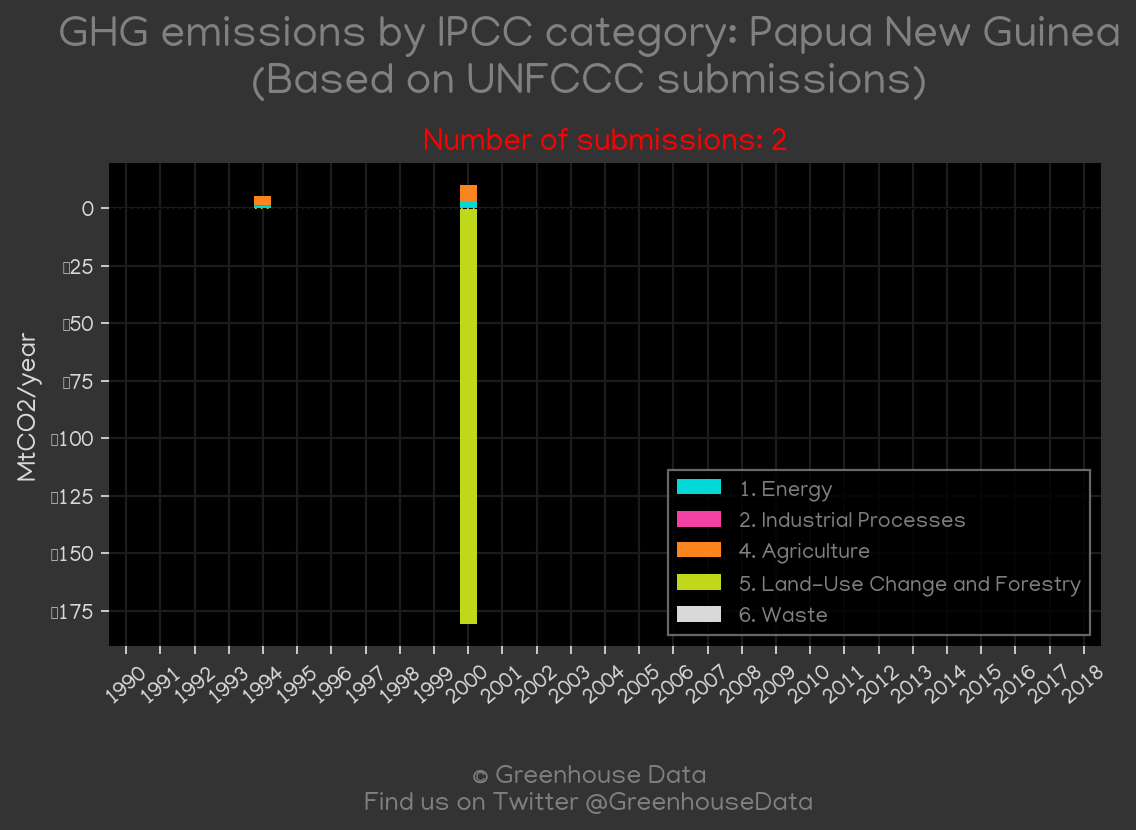 GHG emissions by IPCC category: Papua New Guinea
(Based on UNFCCC submissions)
Number of submissions: 2
MtCO2/year
0
▯25
▯50
▯75
▯100
▯125
▯150
▯175
1. Energy
2. Industrial Processes
4. Agriculture
5. Land-Use Change and Forestry
6. Waste
1990 1991 1992 1993 1994 1995 1996 1997 1998 1999 2000 2001 2002 2003 2004 2005 2006 2007 2008 2009 2010 2011 2012 2013 2014 2015 2016 2017 2018
© Greenhouse Data
Find us on Twitter @GreenhouseData